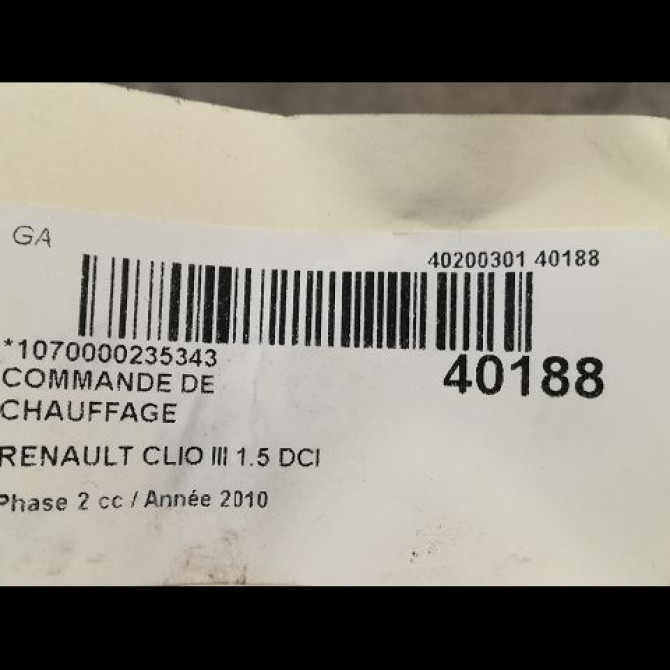 GA
40200301 40188
*1070000235343
40188
COMMANDE DE
CHAUFFAGE
RENAULT CLIO III 1.5 DCI
Phase 2 cc / Année 2010